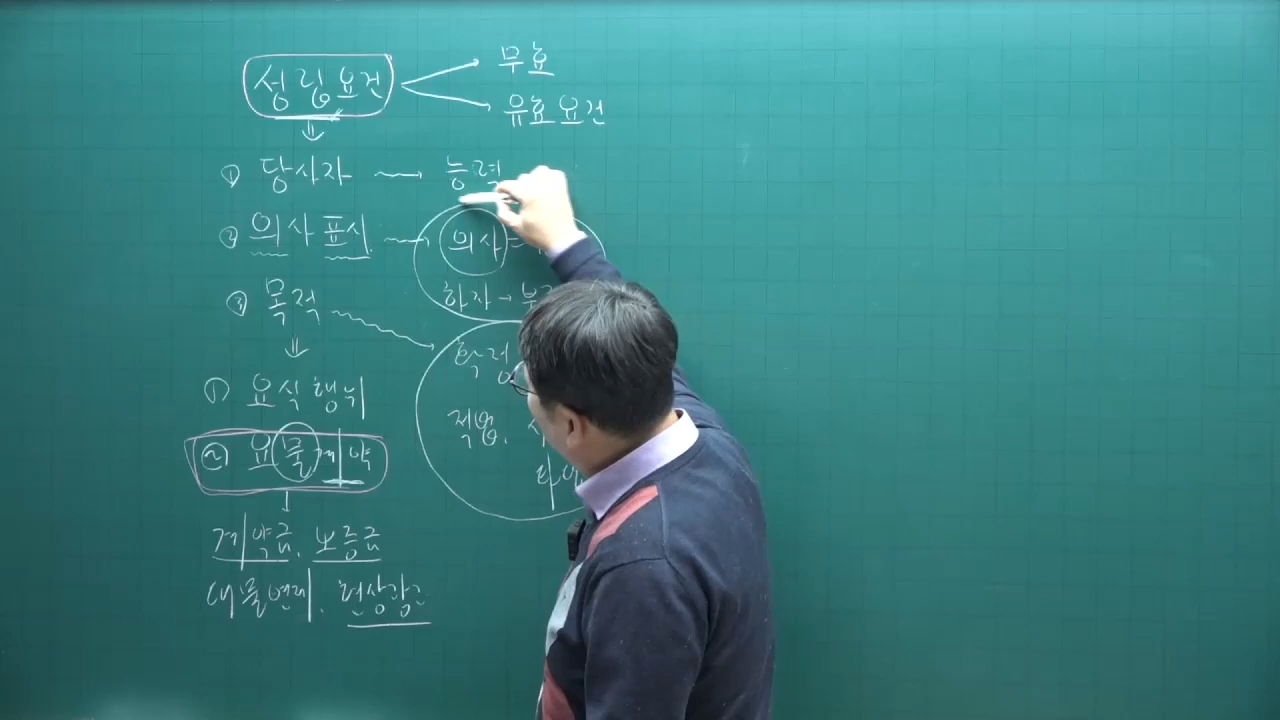 성립요건
무효
유효요건
① 당사자 → 능력
② 의사표시 → 의사 =
하자 → 부
③ 목적 → 확정
적법,
① 요식행위
② 요물계약
계약금, 보증금
대물변제, 현상광고